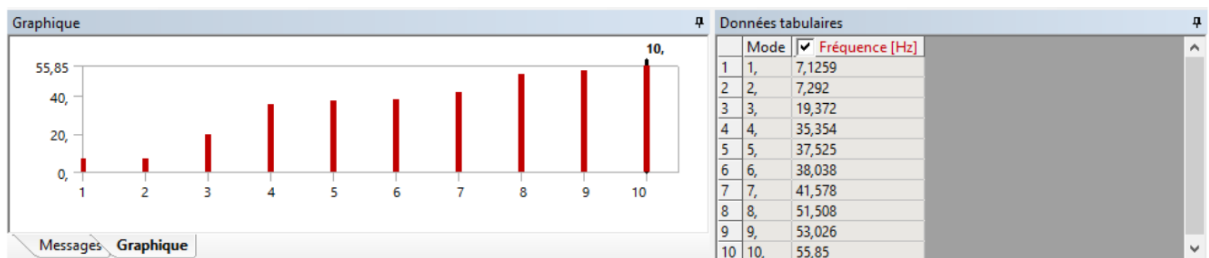 Graphique
10,
55,85
40,
20,
0,
1 2 3 4 5 6 7 8 9 10
Messages Graphique
Données tabulaires
Mode Fréquence [Hz]
1 1, 7,1259
2 2, 7,292
3 3, 19,372
4 4, 35,354
5 5, 37,525
6 6, 38,038
7 7, 41,578
8 8, 51,508
9 9, 53,026
10 10, 55,85